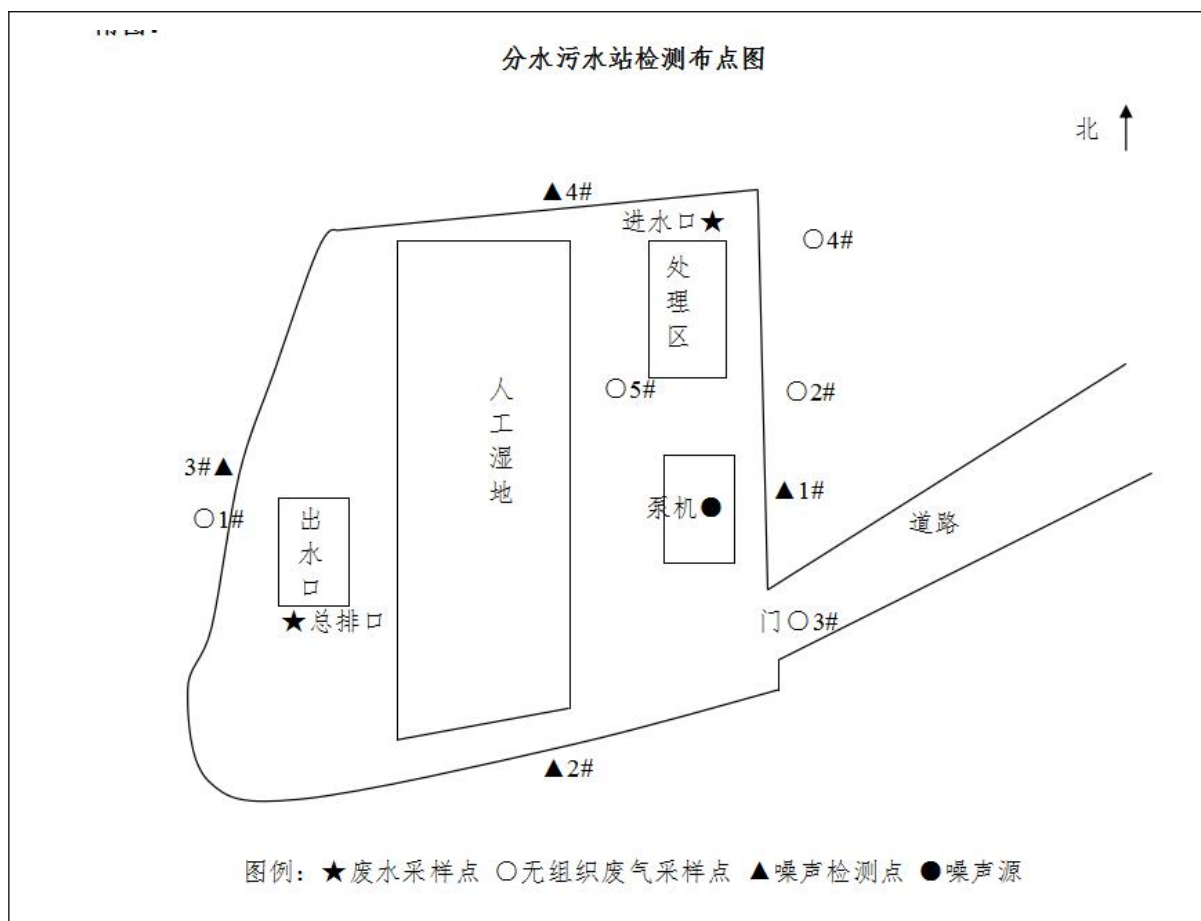 分水污水站检测布点图
北
▲4#
进水口★
○4#
处理区
人工湿地
○5#
○2#
3#▲
▲1#
○1#
出水口
泵机●
道路
★总排口
门○3#
▲2#
图例：★废水采样点 ○无组织废气采样点 ▲噪声检测点 ●噪声源